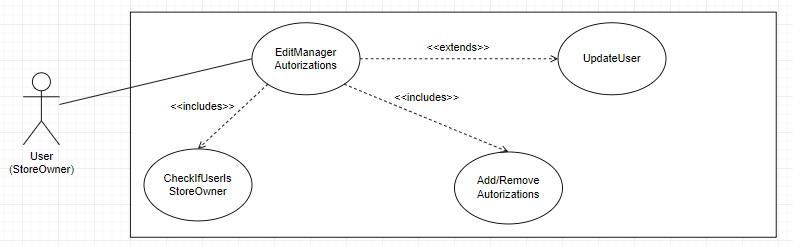 EditManager
Autorizations
<<extends>>
UpdateUser
<<includes>>
<<includes>>
User
(StoreOwner)
CheckIfUserIs
StoreOwner
Add/Remove
Autorizations